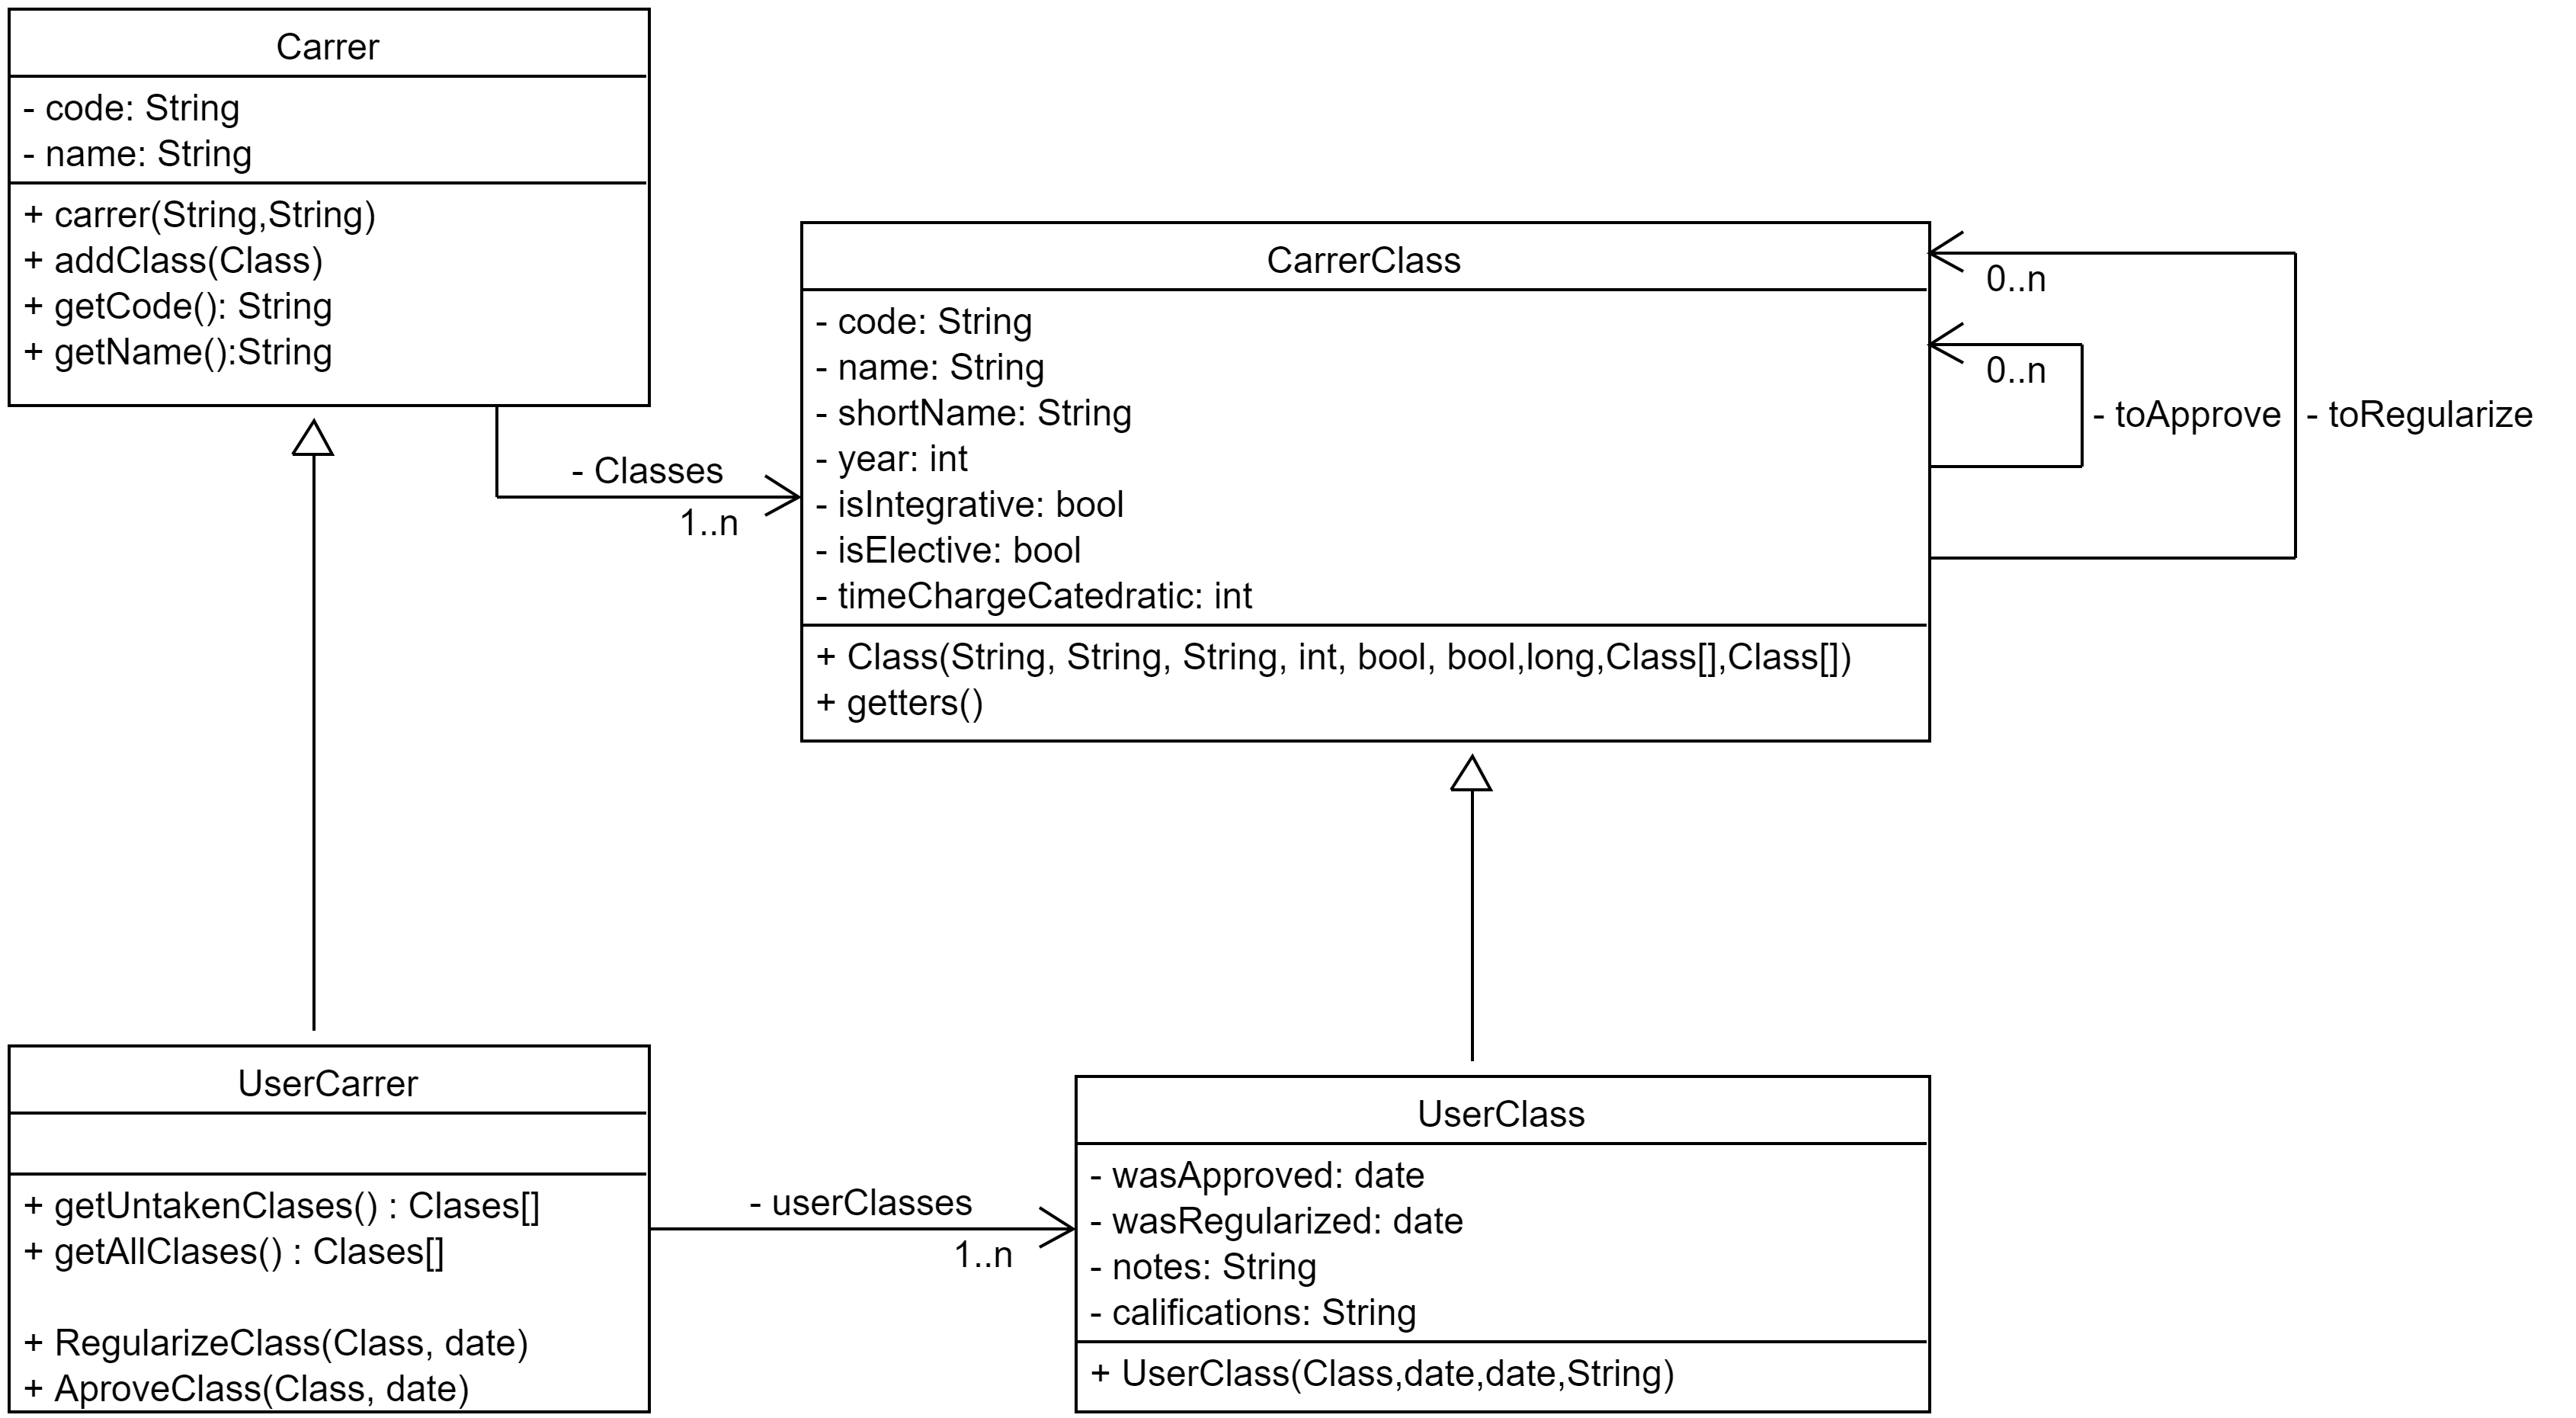 Carrer
- code: String
- name: String
+ carrer(String,String)
+ addClass(Class)
+ getCode(): String
+ getName():String
- Classes
1..n
CarrerClass
- code: String
- name: String
- shortName: String
- year: int
- isIntegrative: bool
- isElective: bool
- timeChargeCatedratic: int
+ Class(String, String, String, int, bool, bool,long,Class[],Class[])
+ getters()
0..n
0..n
- toApprove
- toRegularize
UserCarrer
+ getUntakenClases() : Clases[]
+ getAllClases() : Clases[]
+ RegularizeClass(Class, date)
+ AproveClass(Class, date)
- userClasses
1..n
UserClass
- wasApproved: date
- wasRegularized: date
- notes: String
- califications: String
+ UserClass(Class,date,date,String)